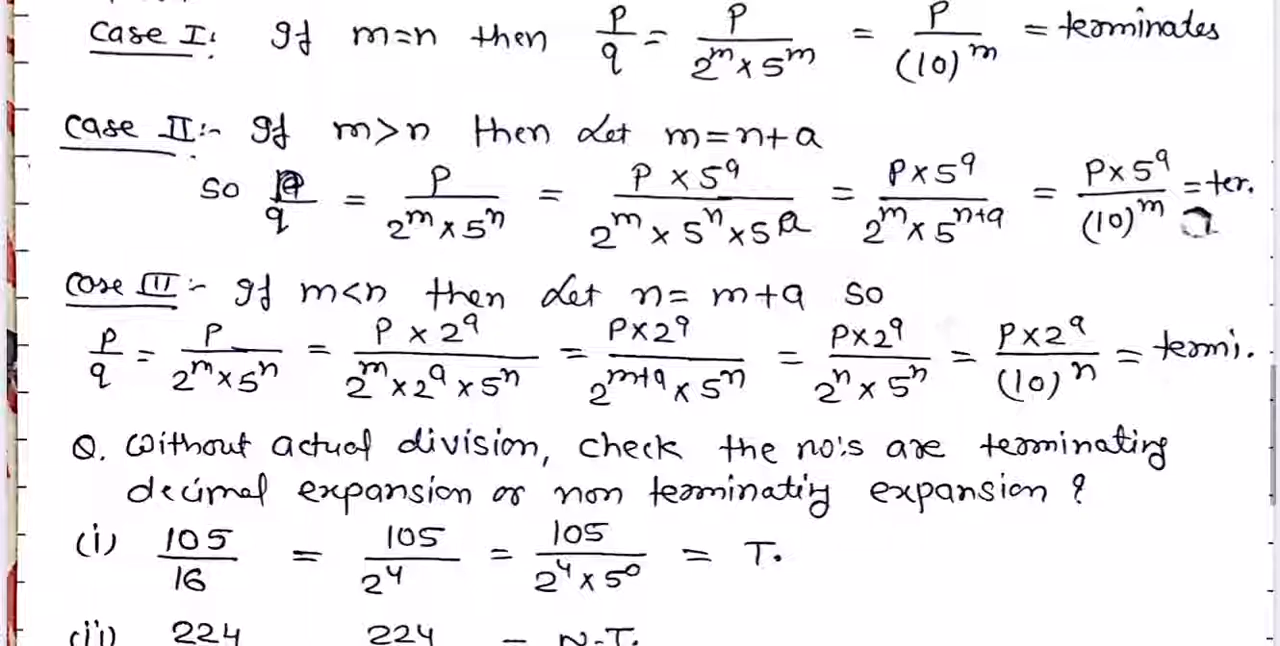 Case I: If m=n then p/q = p/(2^m × 5^m) = p/(10)^m = terminates
Case II:- If m>n then Let m=n+a
So p/q = p/(2^m × 5^n) = (p × 5^a)/(2^m × 5^n × 5^a) = (p × 5^a)/(2^m × 5^(n+a)) = (p × 5^a)/(10)^m = ter.
Case III:- If m<n then Let n= m+a So
p/q = p/(2^m × 5^n) = (p × 2^a)/(2^m × 2^a × 5^n) = (p × 2^a)/(2^(m+a) × 5^n) = (p × 2^a)/(2^n × 5^n) = (p × 2^a)/(10)^n = termi.
Q. Without actual division, check the no's are terminating
decimal expansion or non terminating expansion ?
(i) 105/16 = 105/2^4 = 105/(2^4 × 5^0) = T.
(ii) 224 224 = N.T.